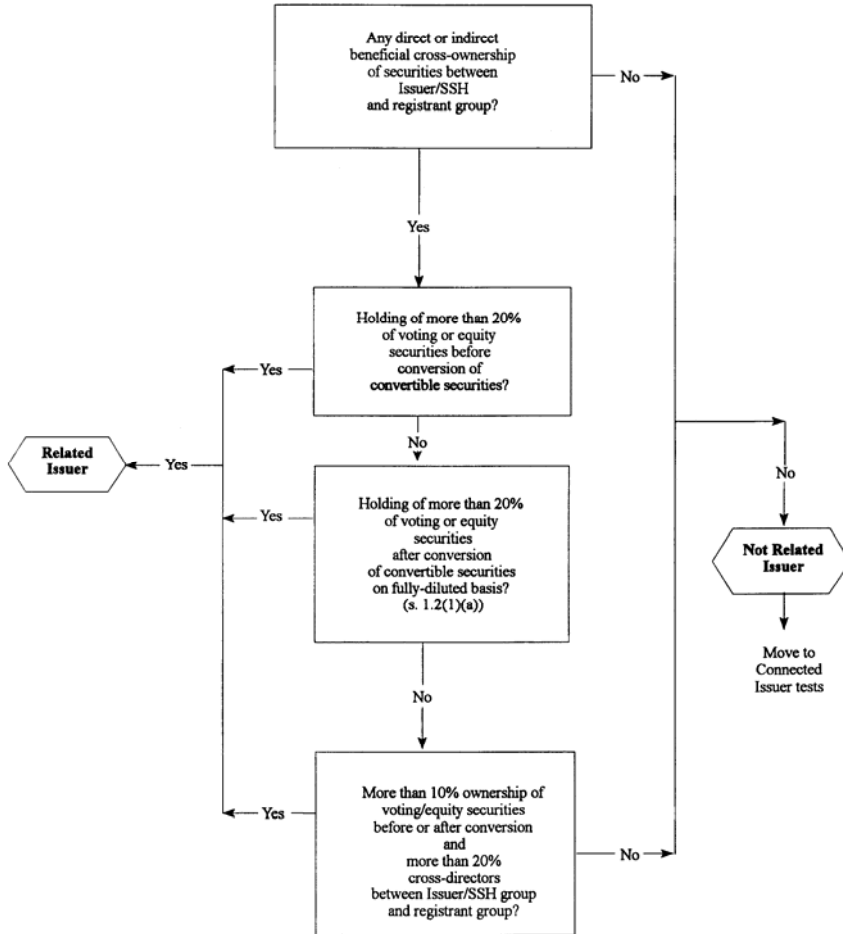 Any direct or indirect
beneficial cross-ownership
of securities between
Issuer/SSH
and registrant group?
No
Yes
Holding of more than 20%
of voting or equity
securities before
conversion of
convertible securities?
Yes
No
Related
Issuer
Yes
Holding of more than 20%
of voting or equity
securities
after conversion
of convertible securities
on fully-diluted basis?
(s. 1.2(1)(a))
Yes
No
No
Not Related
Issuer
Move to
Connected
Issuer tests
More than 10% ownership of
voting/equity securities
before or after conversion
and
more than 20%
cross-directors
between Issuer/SSH group
and registrant group?
Yes
No